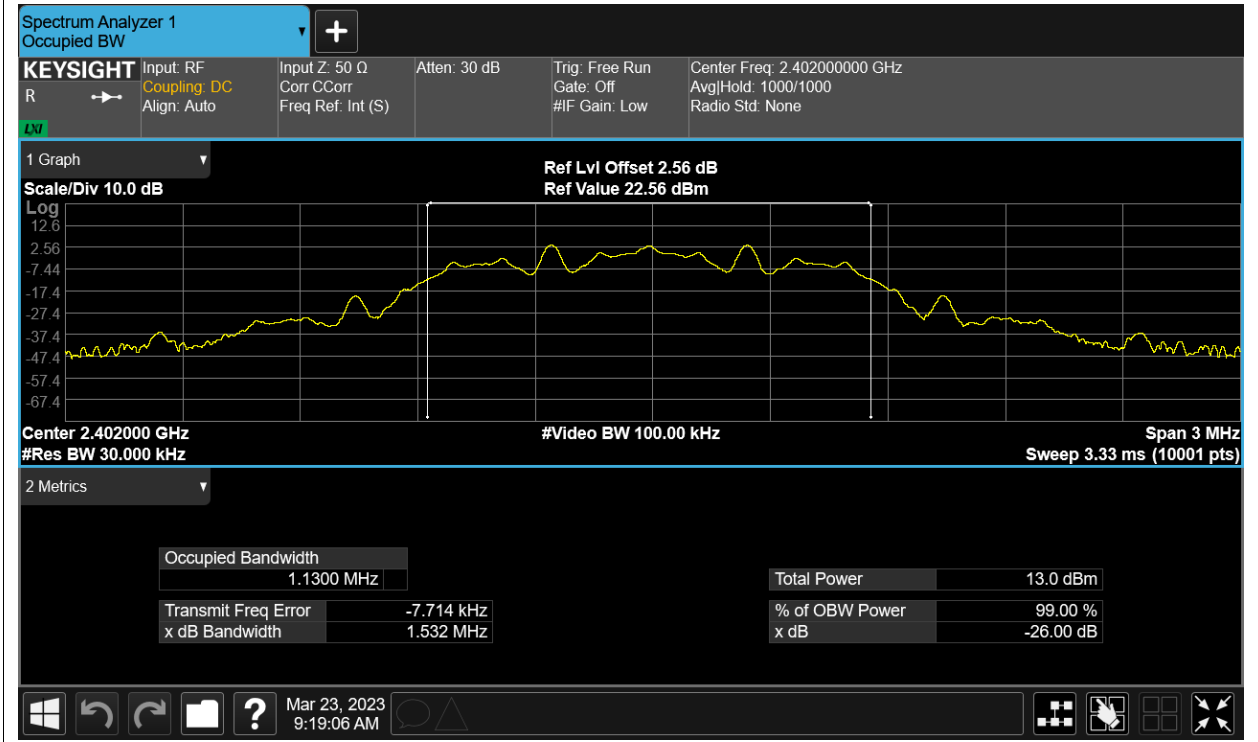 Spectrum Analyzer 1
Occupied BW
KEYSIGHT
R
LXI
Input: RF
Coupling: DC
Align: Auto
Input Z: 50 Ω
Corr CCorr
Freq Ref: Int (S)
Atten: 30 dB
Trig: Free Run
Gate: Off
#IF Gain: Low
Center Freq: 2.402000000 GHz
Avg|Hold: 1000/1000
Radio Std: None
1 Graph
Scale/Div 10.0 dB
Ref Lvl Offset 2.56 dB
Ref Value 22.56 dBm
Log
12.6
2.56
-7.44
-17.4
-27.4
-37.4
-47.4
-57.4
-67.4
Center 2.402000 GHz
#Video BW 100.00 kHz
Span 3 MHz
#Res BW 30.000 kHz
Sweep 3.33 ms (10001 pts)
2 Metrics
Occupied Bandwidth
1.1300 MHz
Total Power 13.0 dBm
Transmit Freq Error -7.714 kHz
% of OBW Power 99.00 %
x dB Bandwidth 1.532 MHz
x dB -26.00 dB
?
Mar 23, 2023
9:19:06 AM